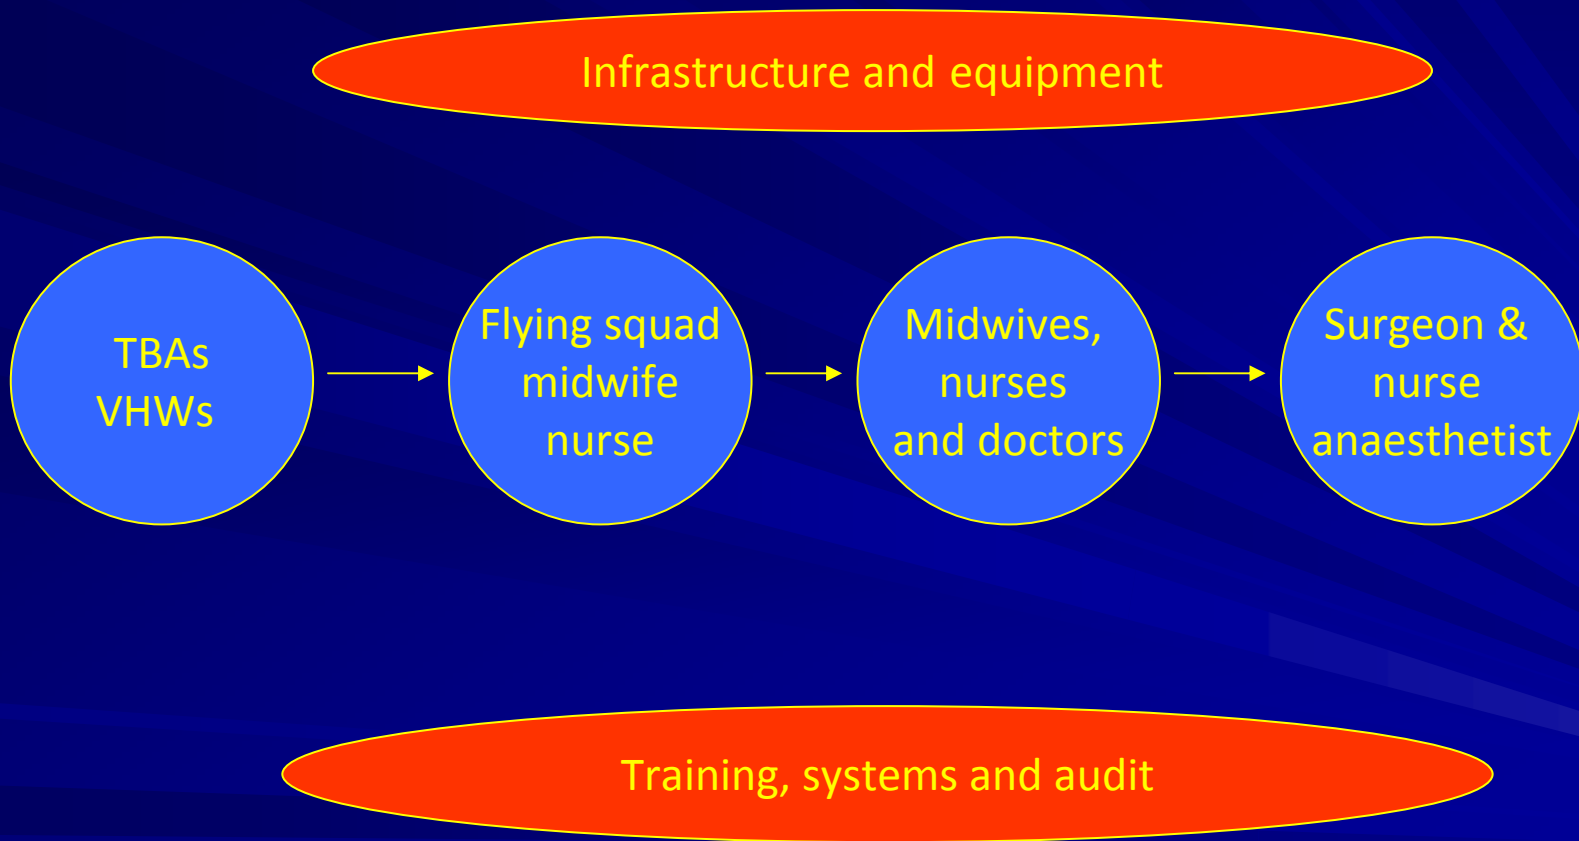 Infrastructure and equipment
TBAs
VHWs
Flying squad
midwife
nurse
Midwives,
nurses
and doctors
Surgeon &
nurse
anaesthetist
Training, systems and audit